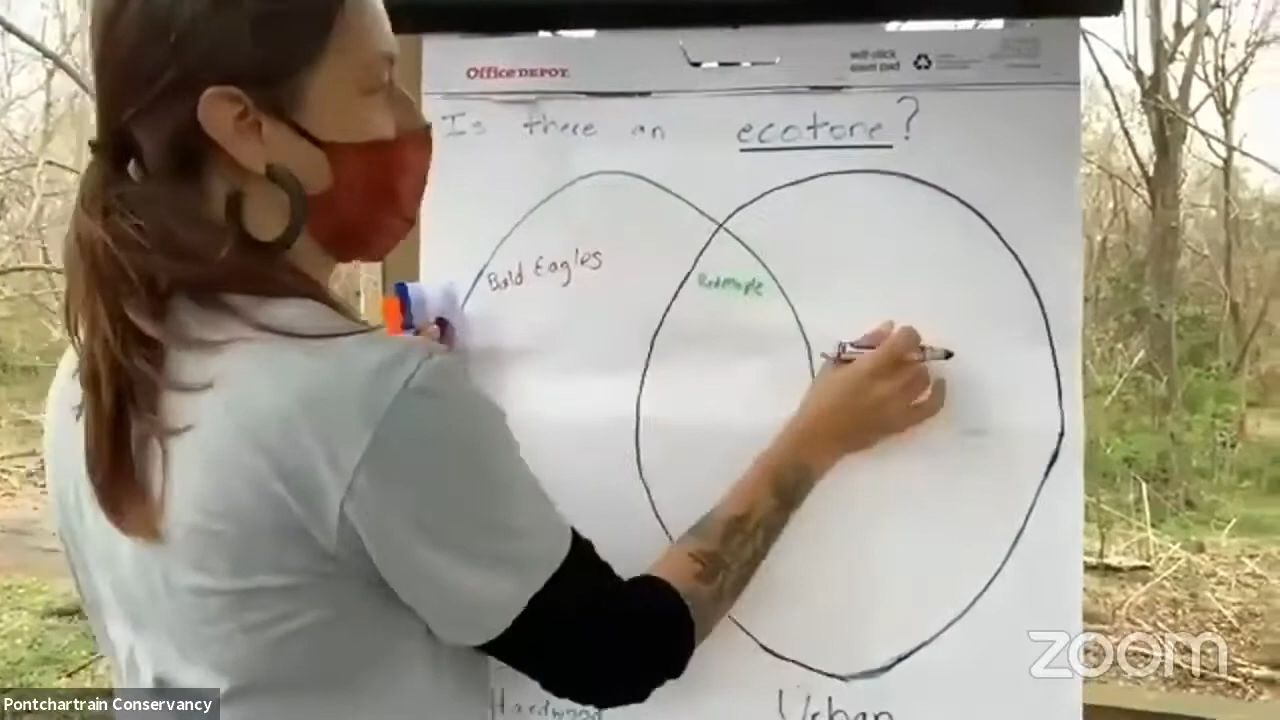 Office DEPOT
Is there an ecotone?
Bald Eagles
Red Maple
Hardwood
Urban
zoom
Pontchartrain Conservancy